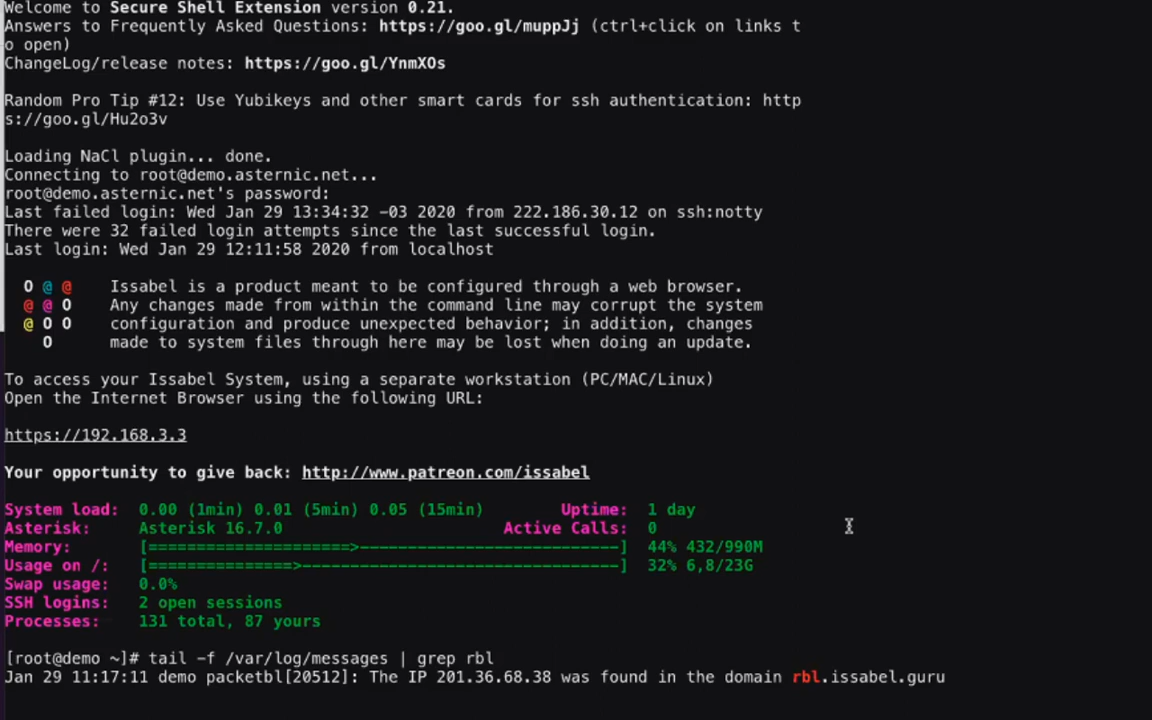 Welcome to Secure Shell Extension version 0.21.
Answers to Frequently Asked Questions: https://goo.gl/muppJj (ctrl+click on links t
o open)
ChangeLog/release notes: https://goo.gl/YnmXOs
Random Pro Tip #12: Use Yubikeys and other smart cards for ssh authentication: http
s://goo.gl/Hu2o3v
Loading NaCl plugin... done.
Connecting to root@demo.asternic.net...
root@demo.asternic.net's password:
Last failed login: Wed Jan 29 13:34:32 -03 2020 from 222.186.30.12 on ssh:notty
There were 32 failed login attempts since the last successful login.
Last login: Wed Jan 29 12:11:58 2020 from localhost
O @ @    Issabel is a product meant to be configured through a web browser.
@ @ O    Any changes made from within the command line may corrupt the system
@ O O    configuration and produce unexpected behavior; in addition, changes
O    made to system files through here may be lost when doing an update.
To access your Issabel System, using a separate workstation (PC/MAC/Linux)
Open the Internet Browser using the following URL:
https://192.168.3.3
Your opportunity to give back: http://www.patreon.com/issabel
System load:  0.00 (1min) 0.01 (5min) 0.05 (15min)        Uptime:  1 day
Asterisk:     Asterisk 16.7.0                       Active Calls:  0
Memory:       [=====================>---------------------------]  44% 432/990M
Usage on /:   [===============>---------------------------------]  32% 6,8/23G
Swap usage:   0.0%
SSH logins:   2 open sessions
Processes:    131 total, 87 yours
[root@demo ~]# tail -f /var/log/messages | grep rbl
Jan 29 11:17:11 demo packetbl[20512]: The IP 201.36.68.38 was found in the domain rbl.issabel.guru